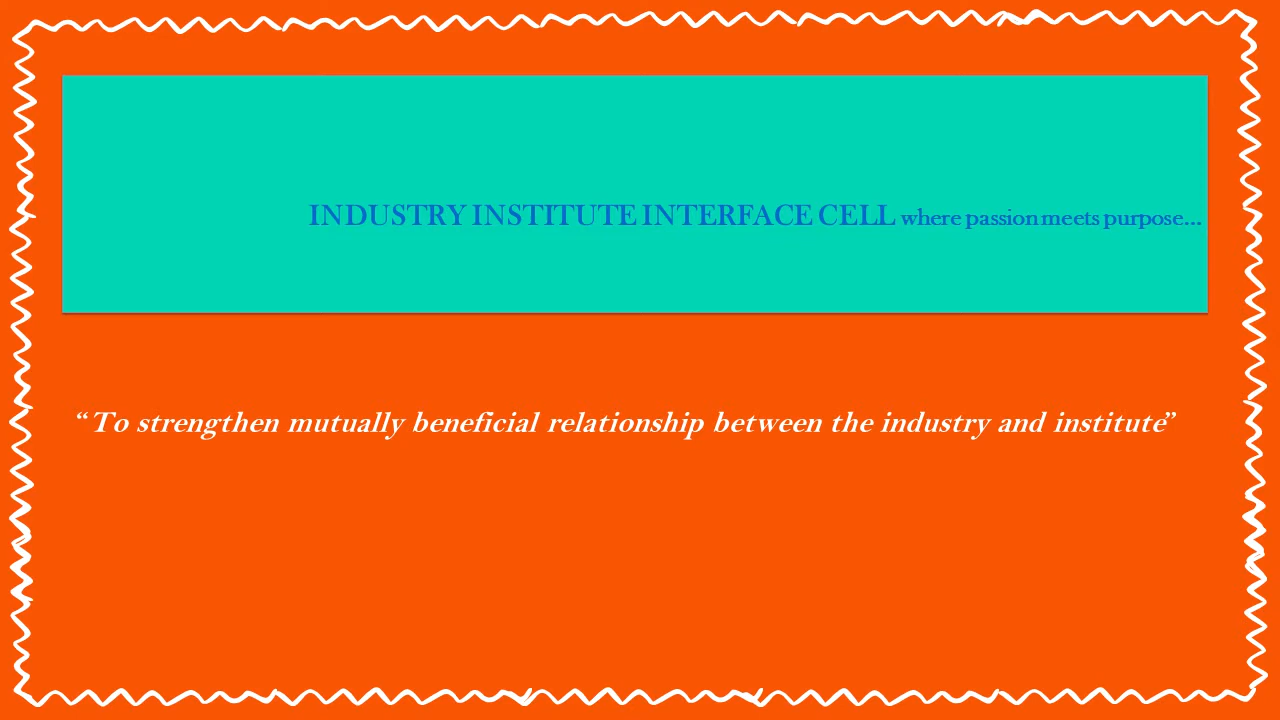 INDUSTRY INSTITUTE INTERFACE CELL where passion meets purpose...
“To strengthen mutually beneficial relationship between the industry and institute”